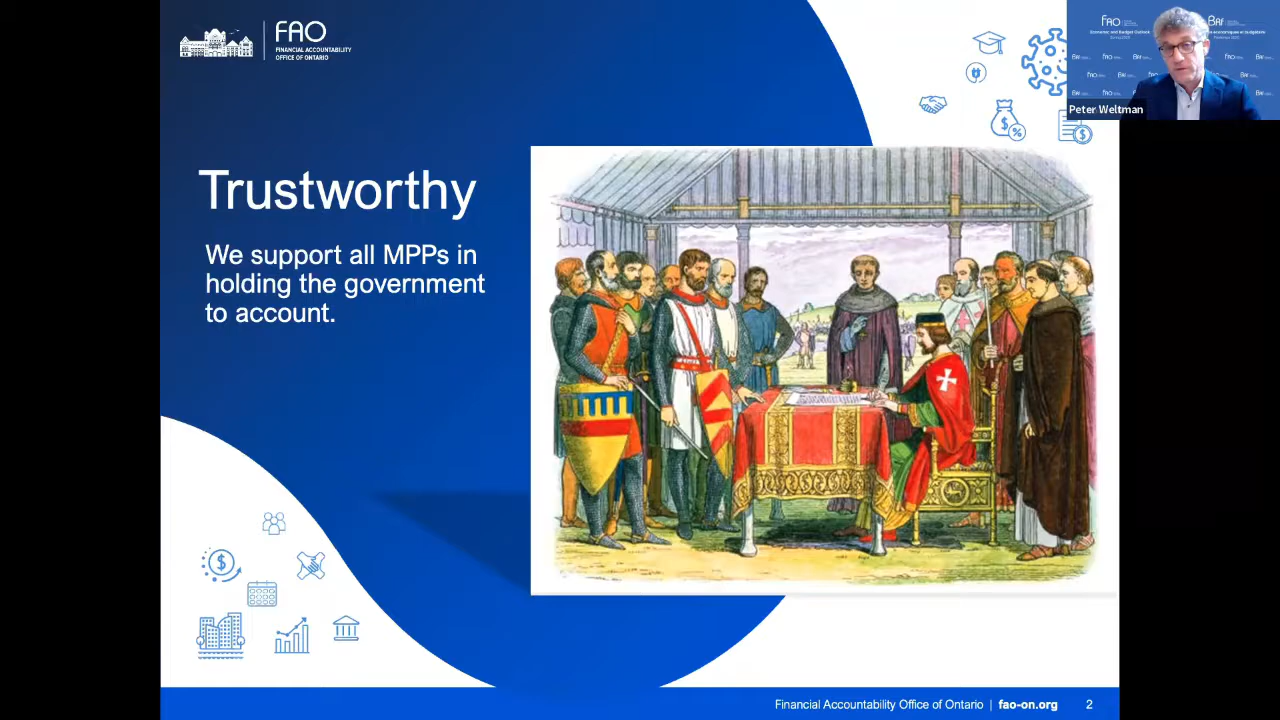 FAO
FINANCIAL ACCOUNTABILITY
OFFICE OF ONTARIO
Trustworthy
We support all MPPs in
holding the government
to account.
Peter Weltman
Financial Accountability Office of Ontario | fao-on.org 2